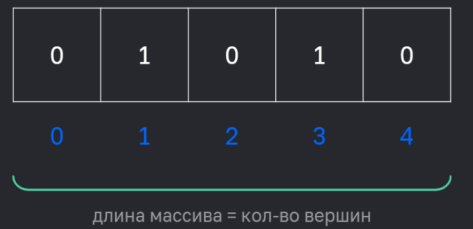 0 1 0 1 0
0 1 2 3 4
длина массива = кол-во вершин